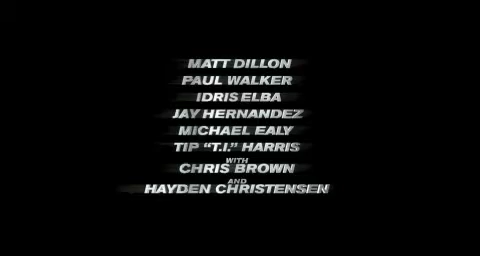 MATT DILLON
PAUL WALKER
IDRIS ELBA
JAY HERNANDEZ
MICHAEL EALY
TIP "T.I." HARRIS
WITH
CHRIS BROWN
AND
HAYDEN CHRISTENSEN